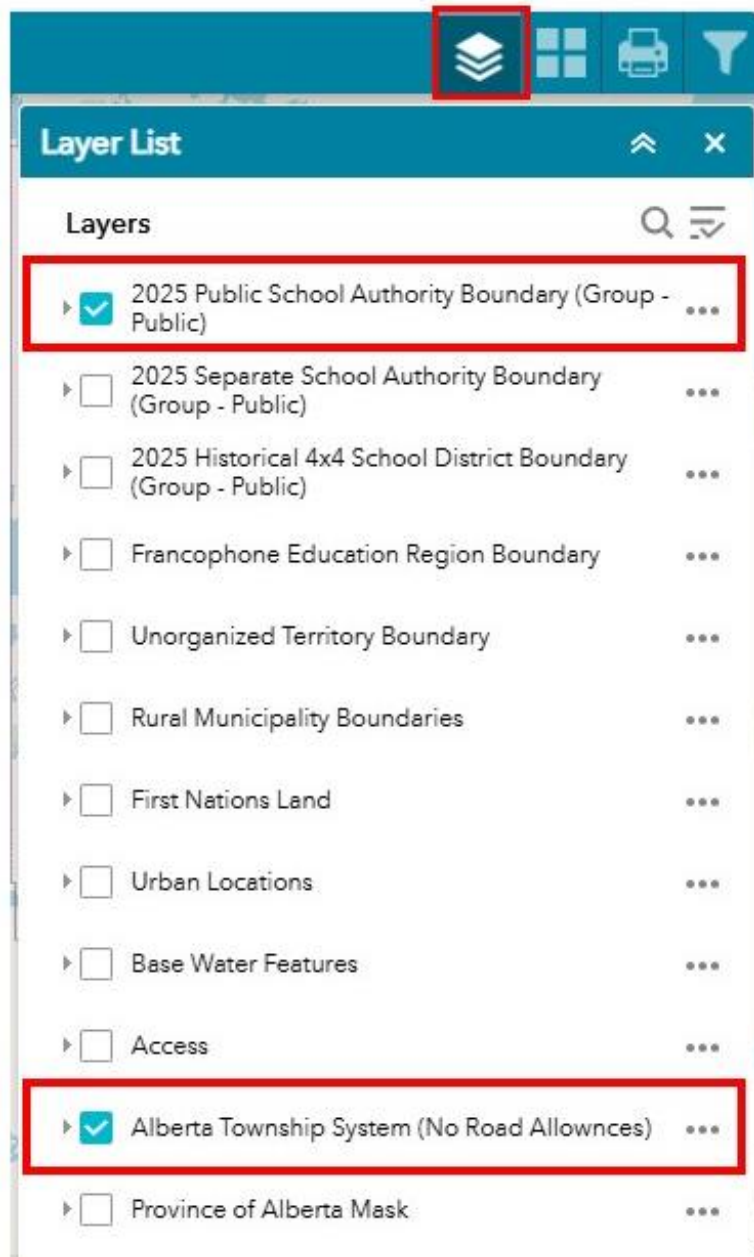 Layer List
Layers
2025 Public School Authority Boundary (Group -
Public)
2025 Separate School Authority Boundary
(Group - Public)
2025 Historical 4x4 School District Boundary
(Group - Public)
Francophone Education Region Boundary
Unorganized Territory Boundary
Rural Municipality Boundaries
First Nations Land
Urban Locations
Base Water Features
Access
Alberta Township System (No Road Allownces)
Province of Alberta Mask